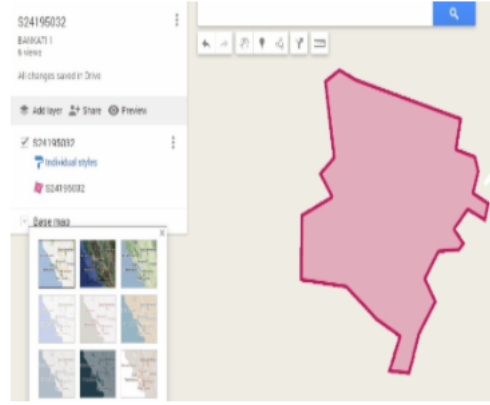 S24195032
BANKATI I
6 views
All changes saved in Drive
Add layer Share Preview
S24195032
Individual styles
S24195032
Base map